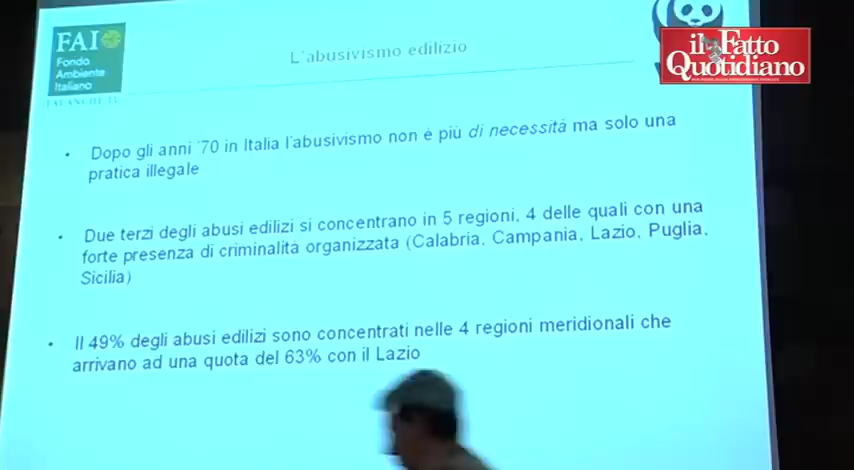 FAI
Fondo
Ambiente
Italiano
L'abusivismo edilizio
il Fatto
Quotidiano
• Dopo gli anni '70 in Italia l'abusivismo non è più di necessità ma solo una
pratica illegale
• Due terzi degli abusi edilizi si concentrano in 5 regioni, 4 delle quali con una
forte presenza di criminalità organizzata (Calabria, Campania, Lazio, Puglia,
Sicilia)
• Il 49% degli abusi edilizi sono concentrati nelle 4 regioni meridionali che
arrivano ad una quota del 63% con il Lazio